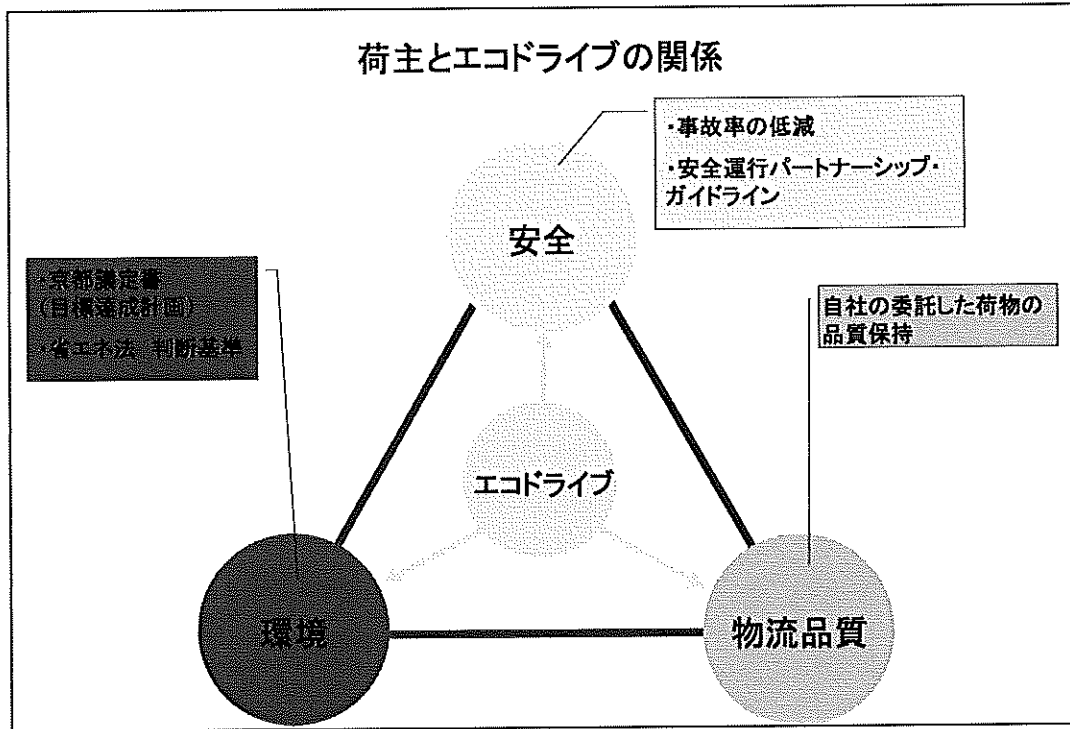 荷主とエコドライブの関係
・事故率の低減
・安全運行パートナーシップ・
ガイドライン
安全
・京都議定書
（目標達成計画）
・省エネ法　判断基準
自社の委託した荷物の
品質保持
エコドライブ
環境
物流品質